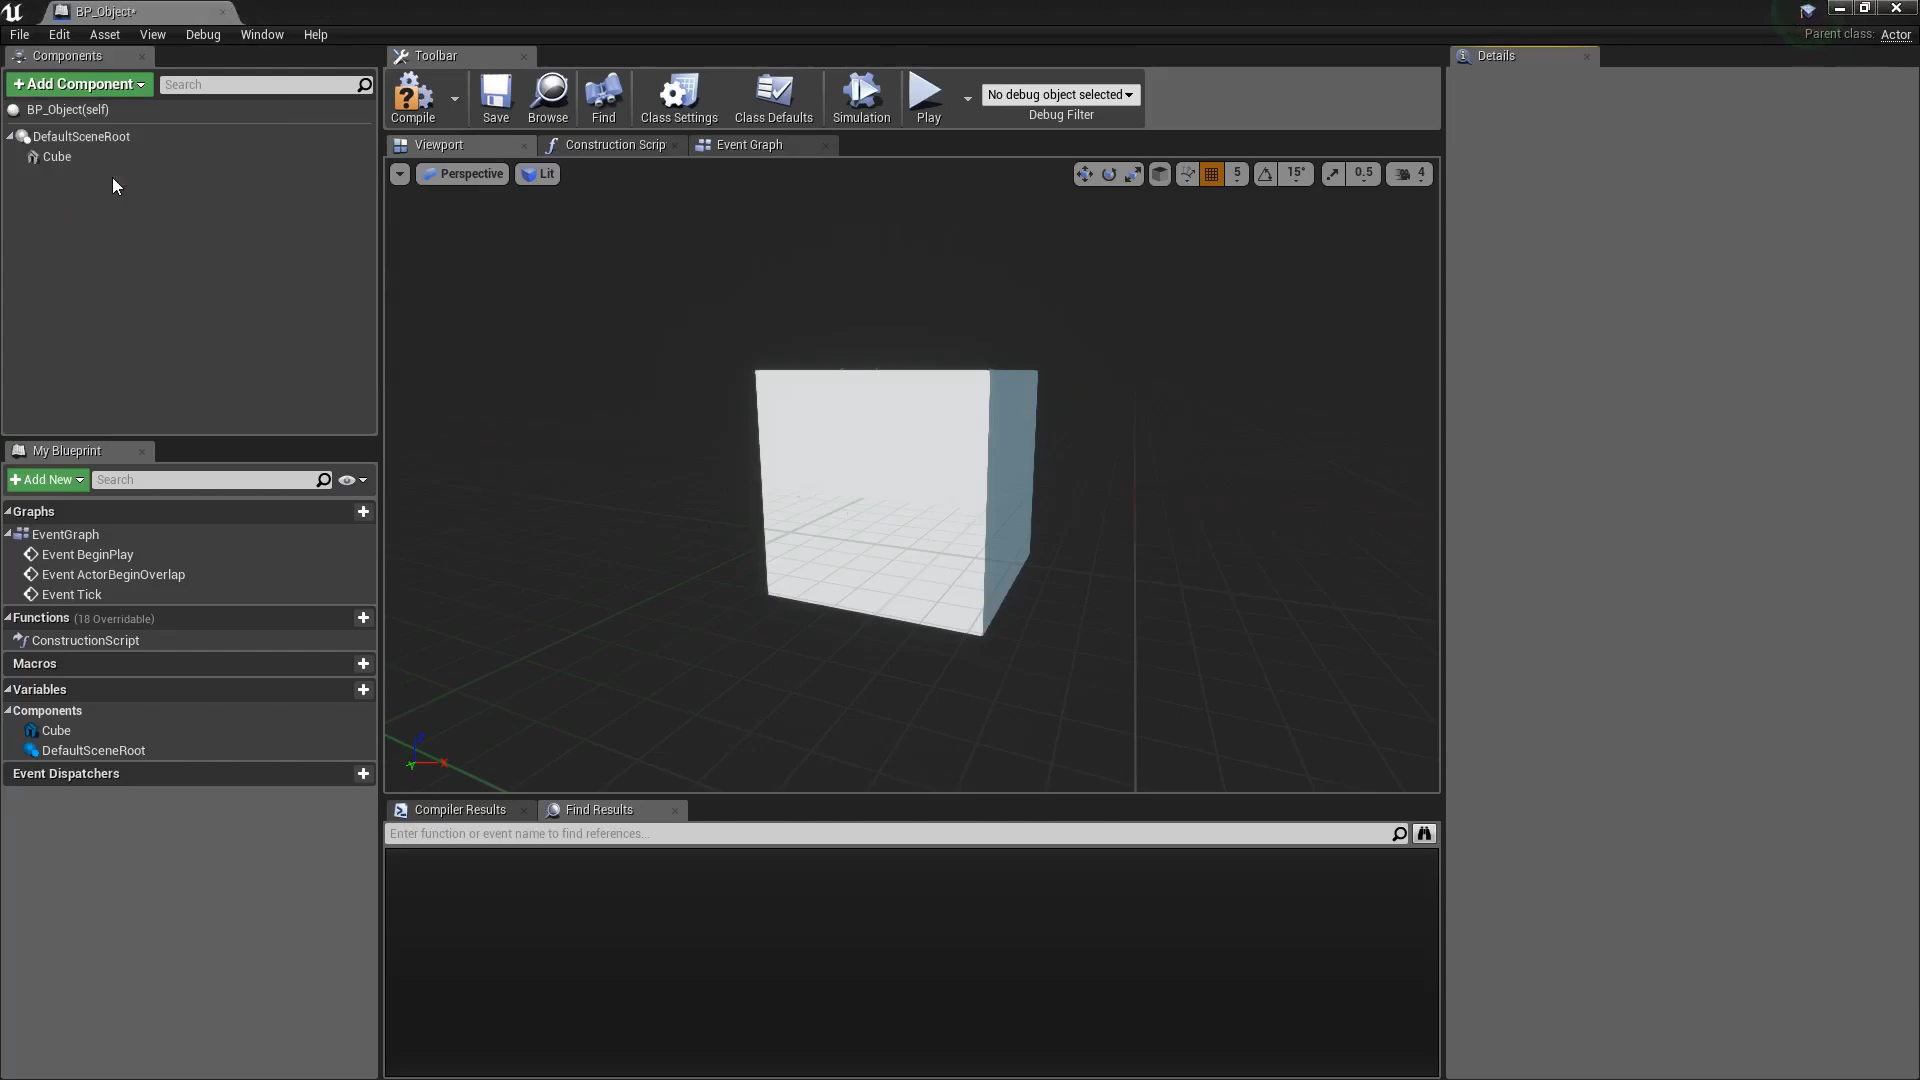 BP_Object*
File Edit Asset View Debug Window Help
Parent class: Actor
Components
+Add Component Search
BP_Object(self)
DefaultSceneRoot
Cube
My Blueprint
+Add New Search
Graphs
EventGraph
Event BeginPlay
Event ActorBeginOverlap
Event Tick
Functions (18 Overridable)
ConstructionScript
Macros
Variables
Components
Cube
DefaultSceneRoot
Event Dispatchers
Toolbar
Compile Save Browse Find Class Settings Class Defaults Simulation Play
No debug object selected
Debug Filter
Viewport Construction Scrip Event Graph
Perspective Lit 5 15° 0.5 4
Z
X
Y
Compiler Results Find Results
Enter function or event name to find references...
Details